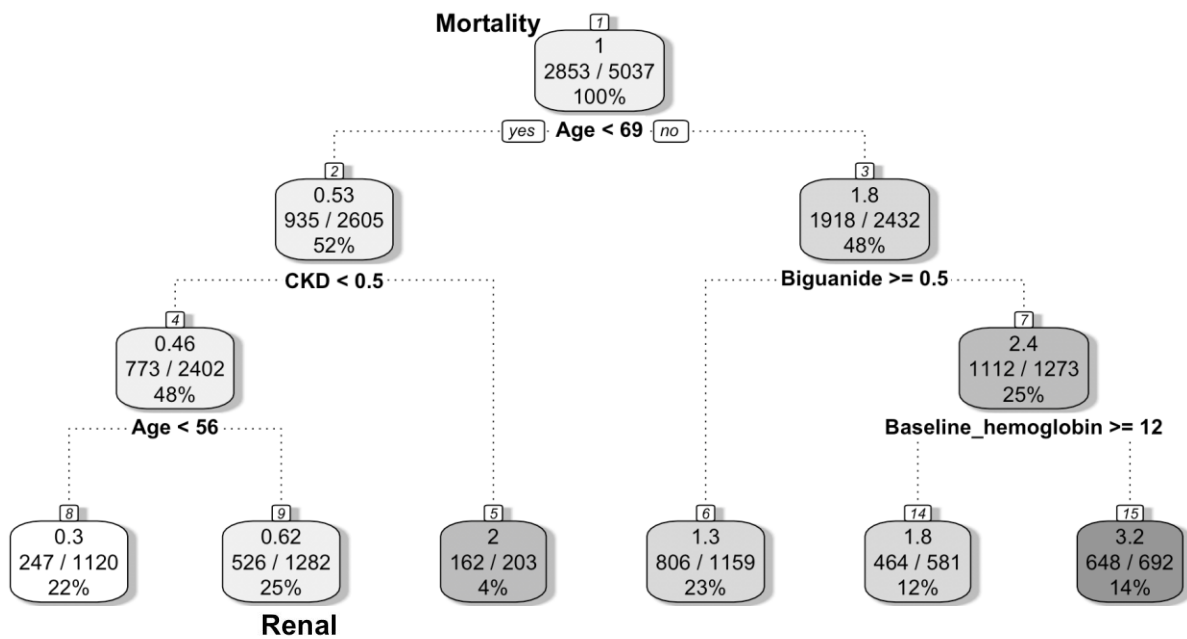 Mortality
1
1
2853 / 5037
100%
yes Age < 69 no
2
0.53
935 / 2605
52%
3
1.8
1918 / 2432
48%
CKD < 0.5
Biguanide >= 0.5
4
0.46
773 / 2402
48%
7
2.4
1112 / 1273
25%
Age < 56
Baseline_hemoglobin >= 12
8
0.3
247 / 1120
22%
9
0.62
526 / 1282
25%
5
2
162 / 203
4%
6
1.3
806 / 1159
23%
14
1.8
464 / 581
12%
15
3.2
648 / 692
14%
Renal